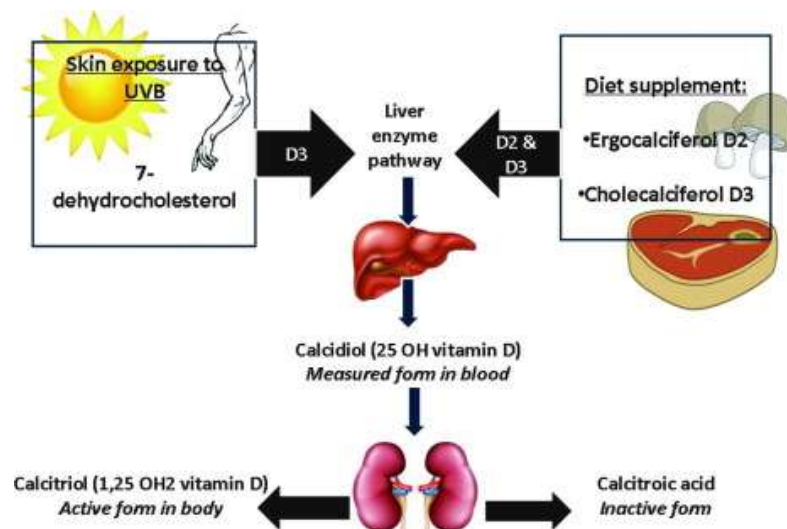 Skin exposure to
UVB
7-
dehydrocholesterol
D3
Liver
enzyme
pathway
D2 &
D3
Diet supplement:
•Ergocalciferol D2
•Cholecalciferol D3
Calcidiol (25 OH vitamin D)
Measured form in blood
Calcitriol (1,25 OH2 vitamin D)
Active form in body
Calcitroic acid
Inactive form